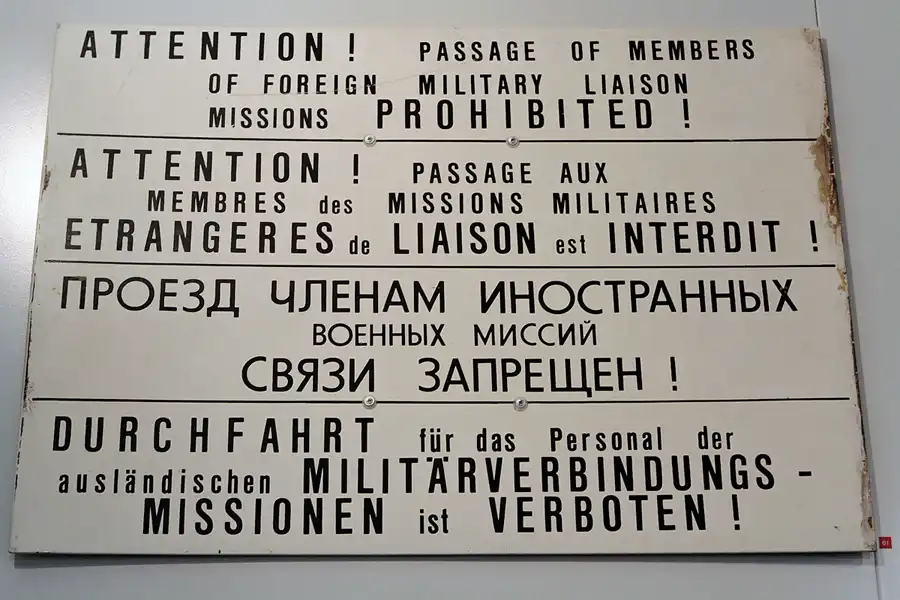 ATTENTION ! PASSAGE OF MEMBERS
OF FOREIGN MILITARY LIAISON
MISSIONS PROHIBITED !
ATTENTION ! PASSAGE AUX
MEMBRES des MISSIONS MILITAIRES
ETRANGERES de LIAISON est INTERDIT !
ПРОЕЗД ЧЛЕНАМ ИНОСТРАННЫХ
ВОЕННЫХ МИССИЙ
СВЯЗИ ЗАПРЕЩЕН !
DURCHFAHRT für das Personal der
ausländischen MILITÄRVERBINDUNGS -
MISSIONEN ist VERBOTEN !
61